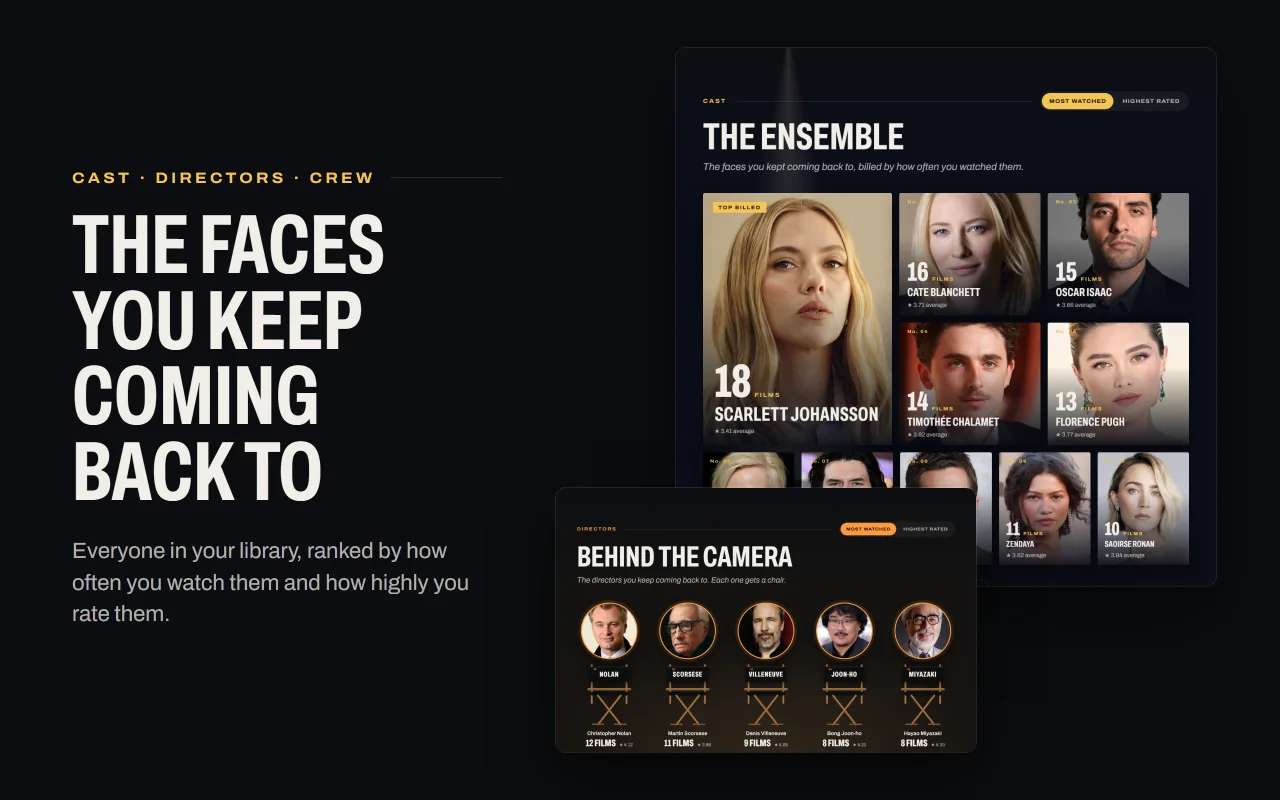 CAST · DIRECTORS · CREW
THE FACES
YOU KEEP
COMING
BACK TO
Everyone in your library, ranked by how
often you watch them and how highly you
rate them.
CAST
MOST WATCHED
HIGHEST RATED
THE ENSEMBLE
The faces you kept coming back to, billed by how often you watched them.
TOP BILLED
18 FILMS
SCARLETT JOHANSSON
★ 3.41 average
No.
16 FILMS
CATE BLANCHETT
★ 3.71 average
No. 03
15 FILMS
OSCAR ISAAC
★ 3.66 average
No. 04
14 FILMS
TIMOTHÉE CHALAMET
★ 3.92 average
13 FILMS
FLORENCE PUGH
★ 3.77 average
No. 07
No. 08
11 FILMS
ZENDAYA
★ 3.62 average
10 FILMS
SAOIRSE RONAN
★ 3.84 average
DIRECTORS
MOST WATCHED
HIGHEST RATED
BEHIND THE CAMERA
The directors you keep coming back to. Each one gets a chair.
NOLAN
SCORSESE
VILLENEUVE
JOON-HO
MIYAZAKI
Christopher Nolan
Martin Scorsese
Denis Villeneuve
Bong Joon-ho
Hayao Miyazaki
12 FILMS ★ 4.12
11 FILMS ★ 3.88
9 FILMS ★ 4.05
8 FILMS ★ 4.21
8 FILMS ★ 4.30